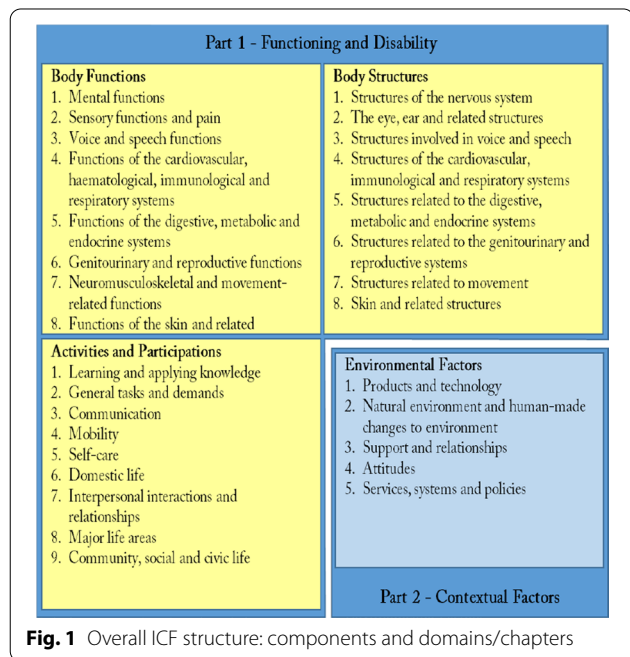 Part 1 - Functioning and Disability
Body Functions
1. Mental functions
2. Sensory functions and pain
3. Voice and speech functions
4. Functions of the cardiovascular,
haematological, immunological and
respiratory systems
5. Functions of the digestive, metabolic and
endocrine systems
6. Genitourinary and reproductive functions
7. Neuromusculoskeletal and movement-
related functions
8. Functions of the skin and related
Body Structures
1. Structures of the nervous system
2. The eye, ear and related structures
3. Structures involved in voice and speech
4. Structures of the cardiovascular,
immunological and respiratory systems
5. Structures related to the digestive,
metabolic and endocrine systems
6. Structures related to the genitourinary and
reproductive systems
7. Structures related to movement
8. Skin and related structures
Activities and Participations
1. Learning and applying knowledge
2. General tasks and demands
3. Communication
4. Mobility
5. Self-care
6. Domestic life
7. Interpersonal interactions and
relationships
8. Major life areas
9. Community, social and civic life
Environmental Factors
1. Products and technology
2. Natural environment and human-made
changes to environment
3. Support and relationships
4. Attitudes
5. Services, systems and policies
Part 2 - Contextual Factors
Fig. 1 Overall ICF structure: components and domains/chapters